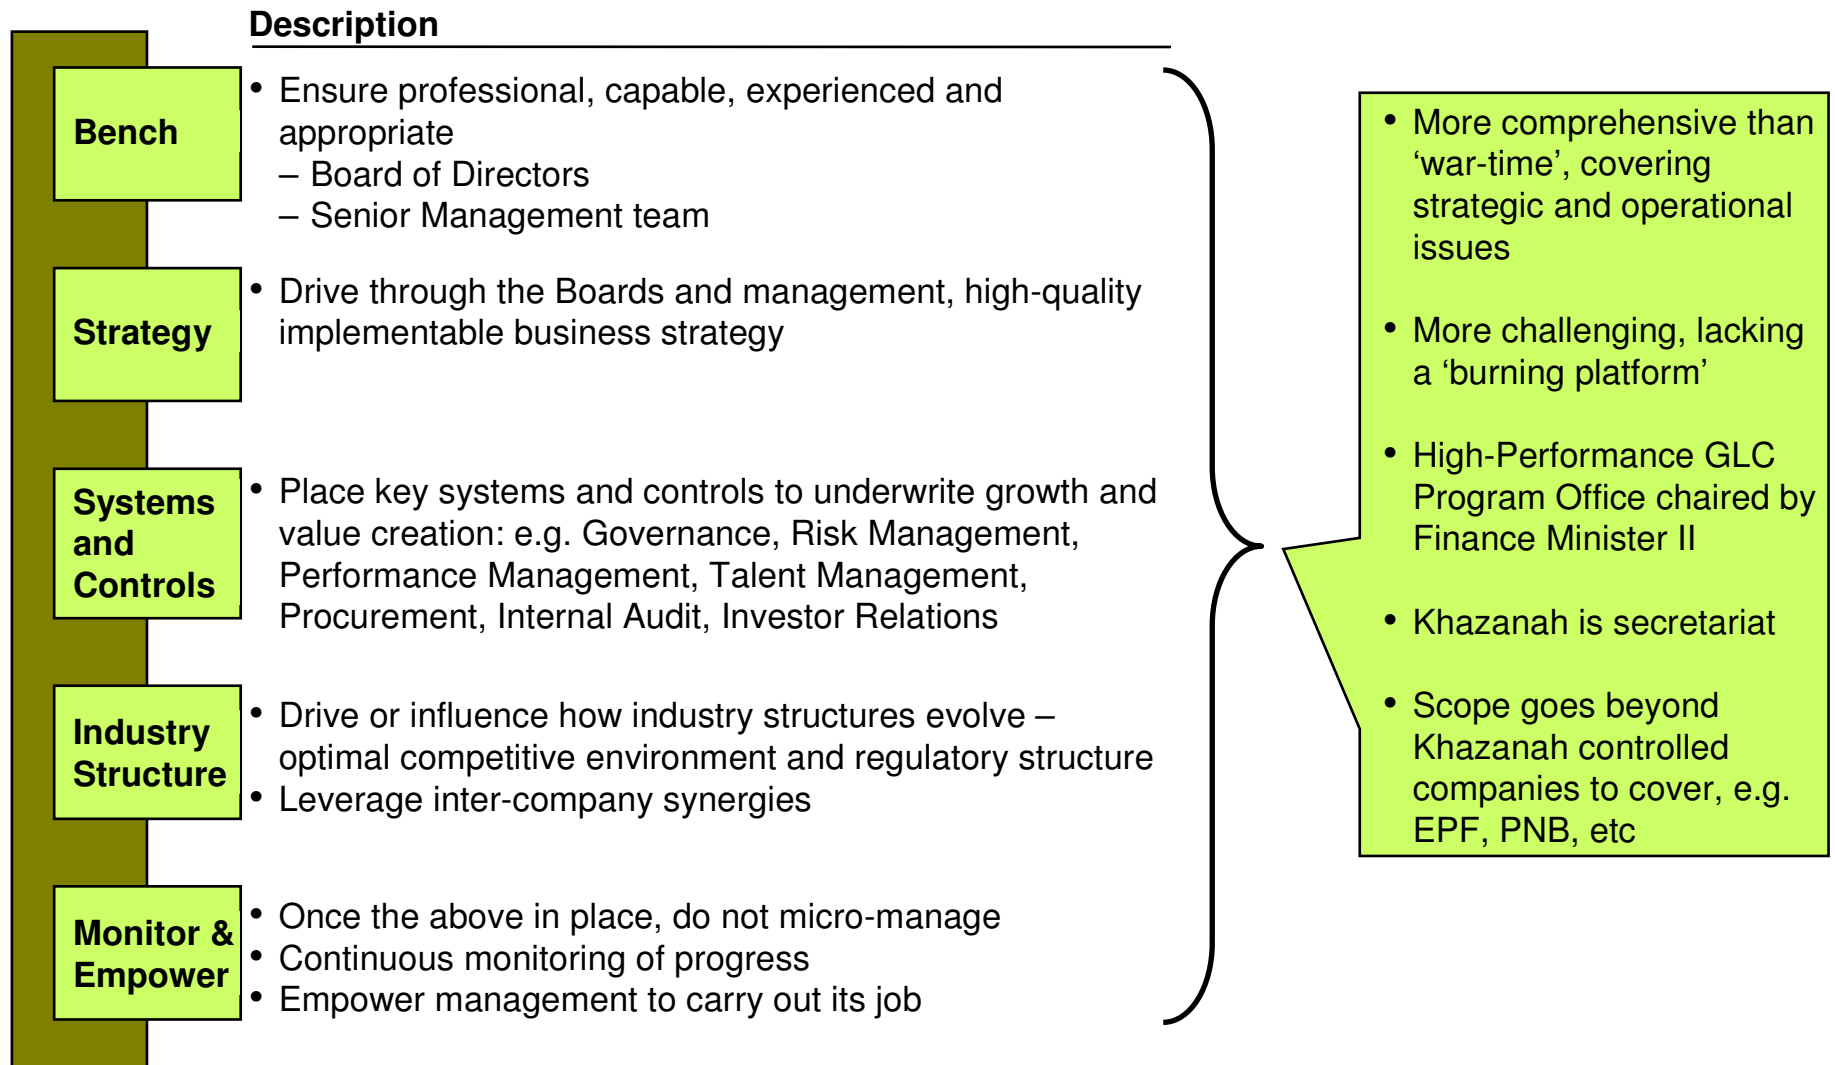 Description
Bench
• Ensure professional, capable, experienced and
appropriate
– Board of Directors
– Senior Management team
Strategy
• Drive through the Boards and management, high-quality
implementable business strategy
Systems
and
Controls
• Place key systems and controls to underwrite growth and
value creation: e.g. Governance, Risk Management,
Performance Management, Talent Management,
Procurement, Internal Audit, Investor Relations
Industry
Structure
• Drive or influence how industry structures evolve –
optimal competitive environment and regulatory structure
• Leverage inter-company synergies
Monitor &
Empower
• Once the above in place, do not micro-manage
• Continuous monitoring of progress
• Empower management to carry out its job
• More comprehensive than
‘war-time’, covering
strategic and operational
issues
• More challenging, lacking
a ‘burning platform’
• High-Performance GLC
Program Office chaired by
Finance Minister II
• Khazanah is secretariat
• Scope goes beyond
Khazanah controlled
companies to cover, e.g.
EPF, PNB, etc